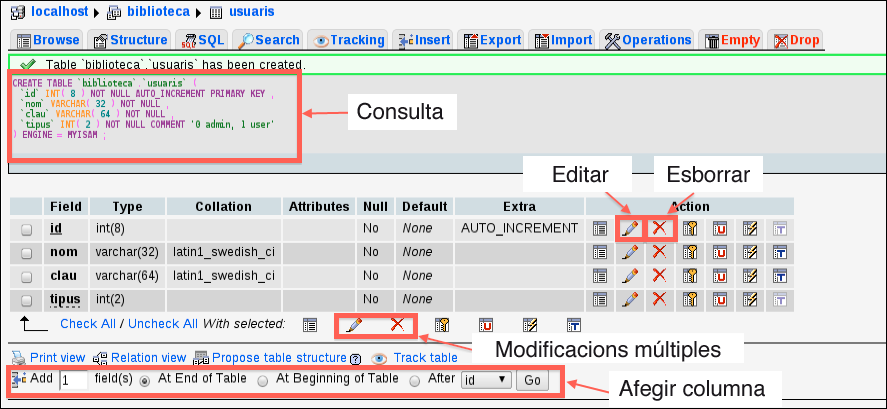 localhost ▸ biblioteca ▸ usuaris
Browse Structure SQL Search Tracking Insert Export Import Operations Empty Drop
Table `biblioteca`.`usuaris` has been created.
CREATE TABLE `biblioteca`.`usuaris` (
`id` INT( 8 ) NOT NULL AUTO_INCREMENT PRIMARY KEY ,
`nom` VARCHAR( 32 ) NOT NULL ,
`clau` VARCHAR( 64 ) NOT NULL ,
`tipus` INT( 2 ) NOT NULL COMMENT '0 admin, 1 user'
) ENGINE = MYISAM ;
Consulta
Editar
Esborrar
Field Type Collation Attributes Null Default Extra Action
id int(8) No None AUTO_INCREMENT
nom varchar(32) latin1_swedish_ci No None
clau varchar(64) latin1_swedish_ci No None
tipus int(2) No None
Check All / Uncheck All With selected:
Modificacions múltiples
Print view Relation view Propose table structure Track table
Add 1 field(s) At End of Table At Beginning of Table After id Go
Afegir columna